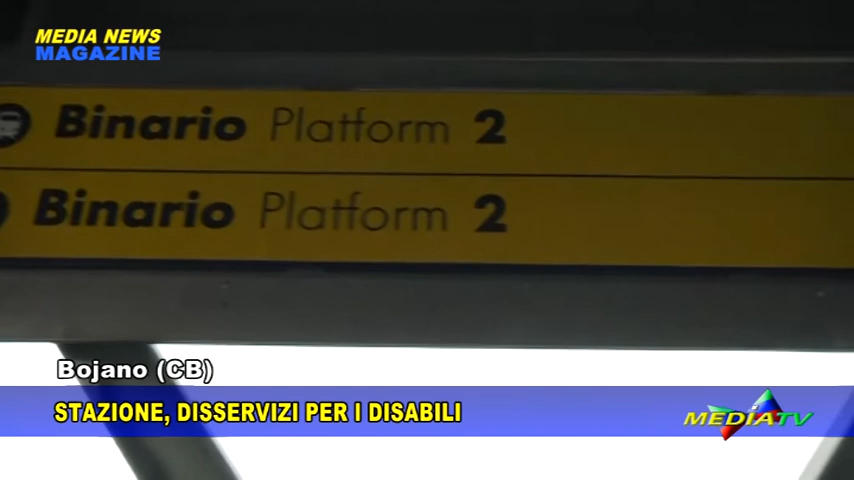 MEDIA NEWS
MAGAZINE
Binario Platform 2
Binario Platform 2
Bojano (CB)
STAZIONE, DISSERVIZI PER I DISABILI
MEDIATV